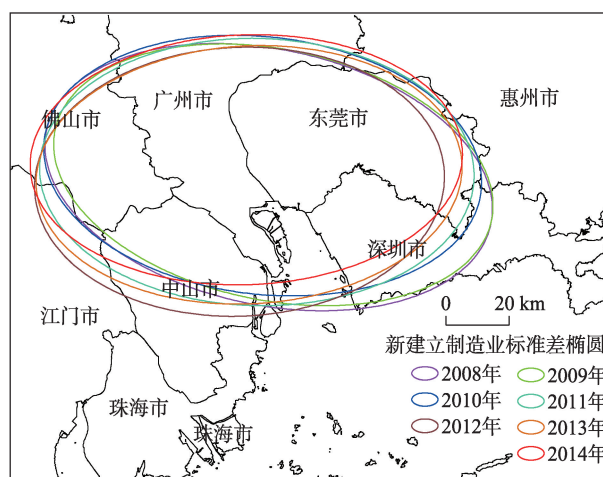 惠州市
广州市
东莞市
佛山市
深圳市
中山市
江门市
0 20 km
新建立制造业标准差椭圆
珠海市
珠海市
2008年 2009年
2010年 2011年
2012年 2013年
2014年